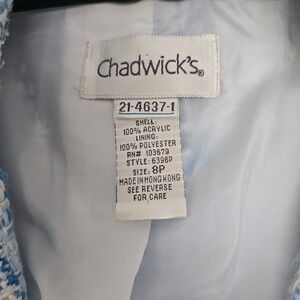 Chadwick's®
21-4637-1
SHELL:
100% ACRYLIC
LINING:
100% POLYESTER
RN# 103679
STYLE: 6398P
SIZE: 8P
MADE IN HONG KONG
SEE REVERSE
FOR CARE